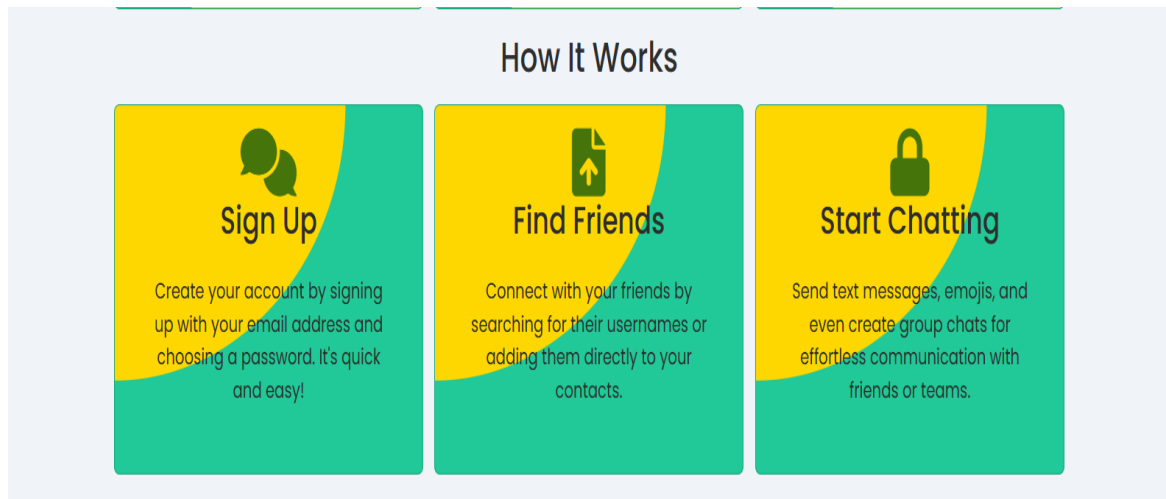 How It Works
Sign Up
Create your account by signing
up with your email address and
choosing a password. It's quick
and easy!
Find Friends
Connect with your friends by
searching for their usernames or
adding them directly to your
contacts.
Start Chatting
Send text messages, emojis, and
even create group chats for
effortless communication with
friends or teams.